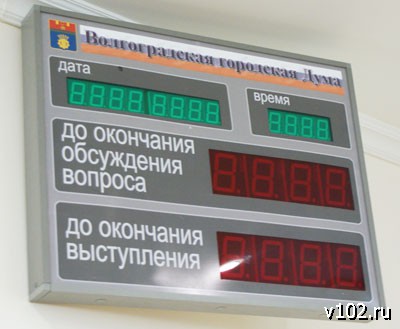 Волгоградская городская Дума
дата
время
8888 8888
8888
до окончания
обсуждения
вопроса
8.8.8.8
до окончания
выступления
8.8.8.8
v102.ru